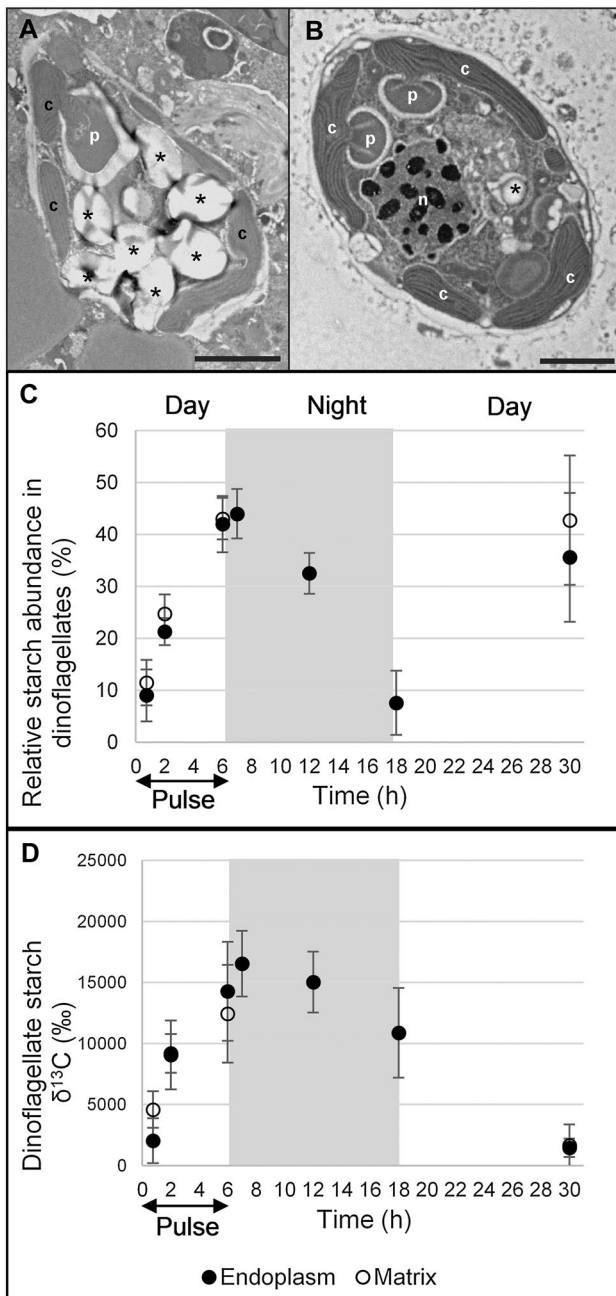 A
c
p
*
*
c
*
*
*
c
*
*
B
c
p
c
p
n
*
c
c
C
Day Night Day
Relative starch abundance in
dinoflagellates (%)
60
50
40
30
20
10
0
0 2 4 6 8 10 12 14 16 18 20 22 24 26 28 30
Pulse
Time (h)
D
Dinoflagellate starch
δ13C (‰)
25000
20000
15000
10000
5000
0
0 2 4 6 8 10 12 14 16 18 20 22 24 26 28 30
Pulse
Time (h)
Endoplasm Matrix